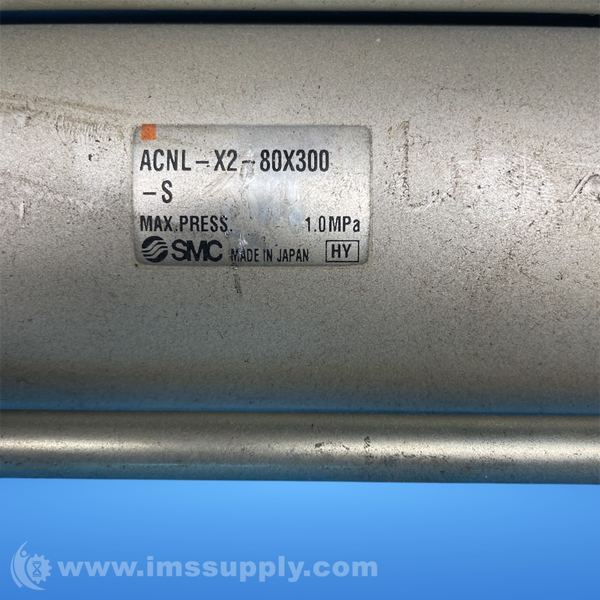 ACNL-X2-80X300
-S
MAX.PRESS. 1.0MPa
SMC MADE IN JAPAN HY
www.imssupply.com